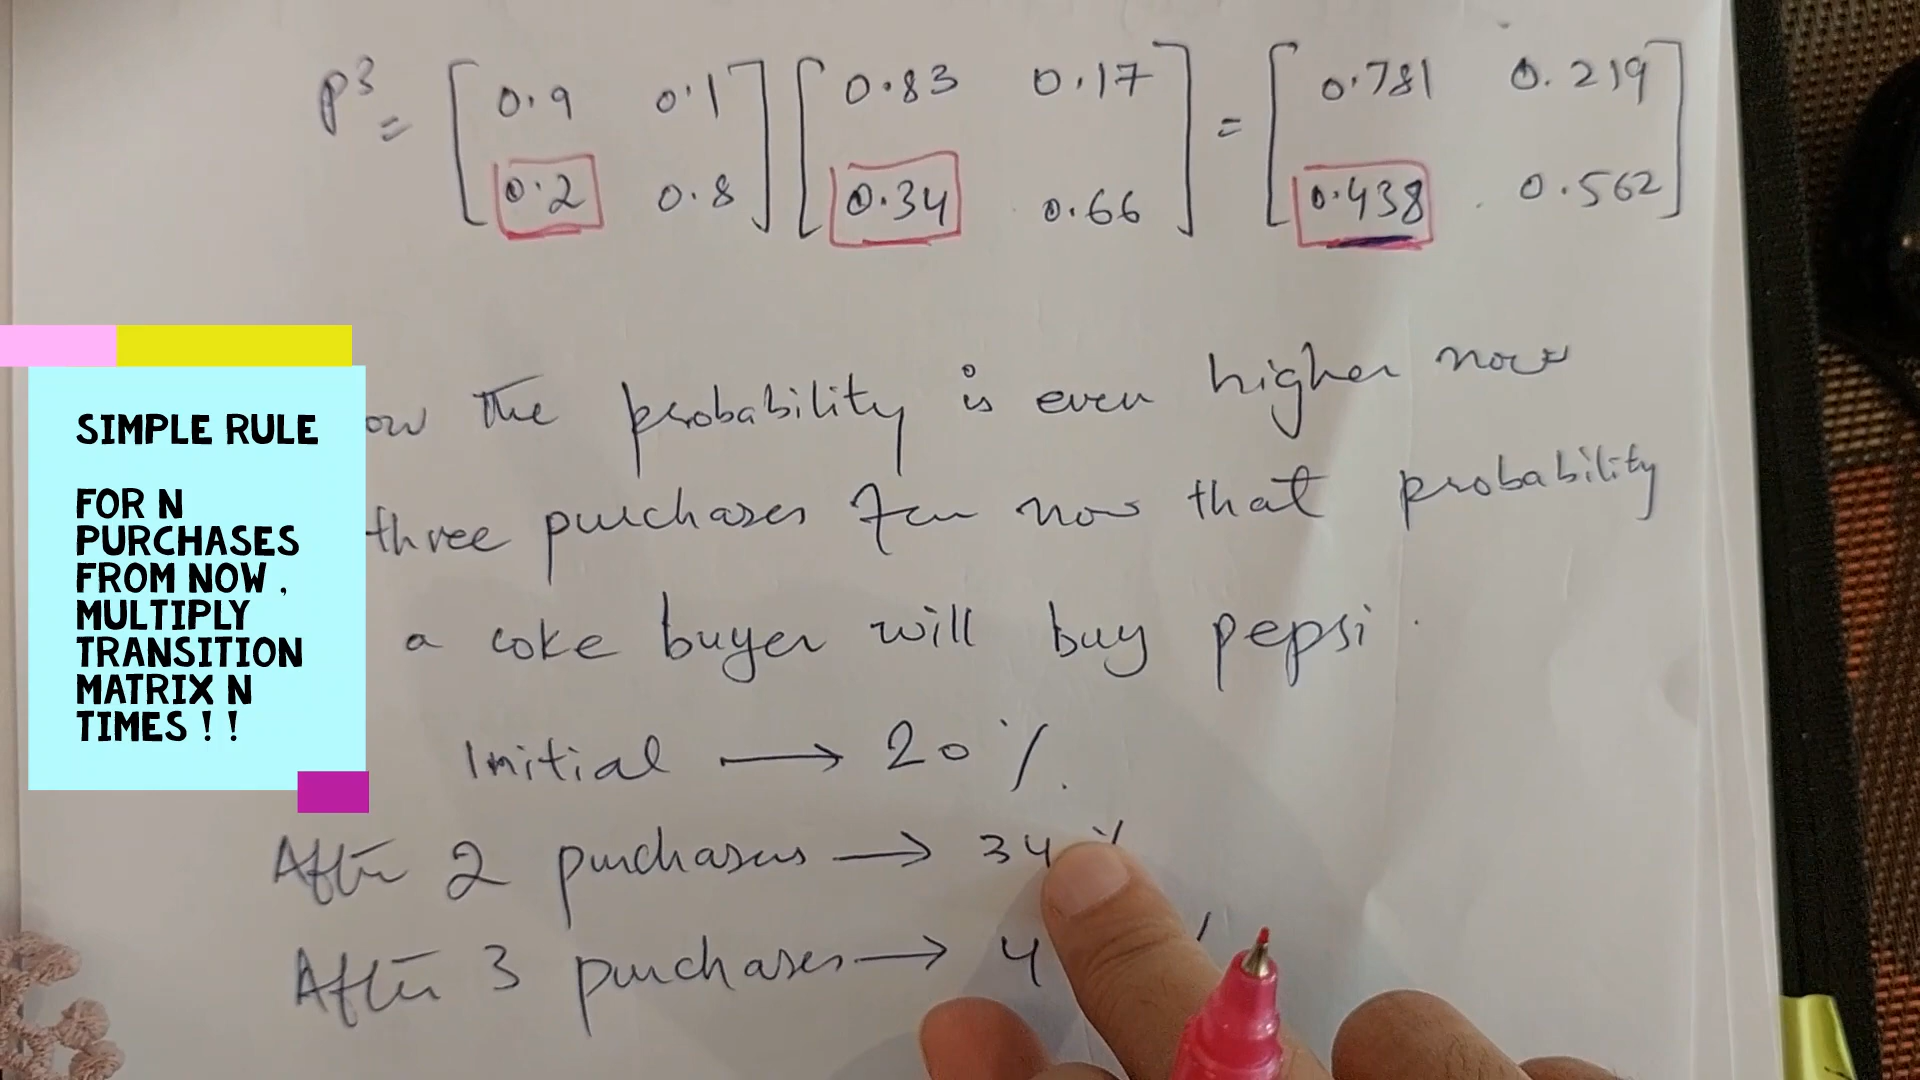 P³ = [0.9 0.1] [0.83 0.17] = [0.781 0.219]
[0.2 0.8] [0.34 0.66] [0.438 0.562]
ow the probability is even higher now
three purchases from now that probability
a coke buyer will buy pepsi.
Initial → 20%.
After 2 purchases → 34%
After 3 purchases → 4
SIMPLE RULE
FOR N
PURCHASES
FROM NOW ,
MULTIPLY
TRANSITION
MATRIX N
TIMES ! !